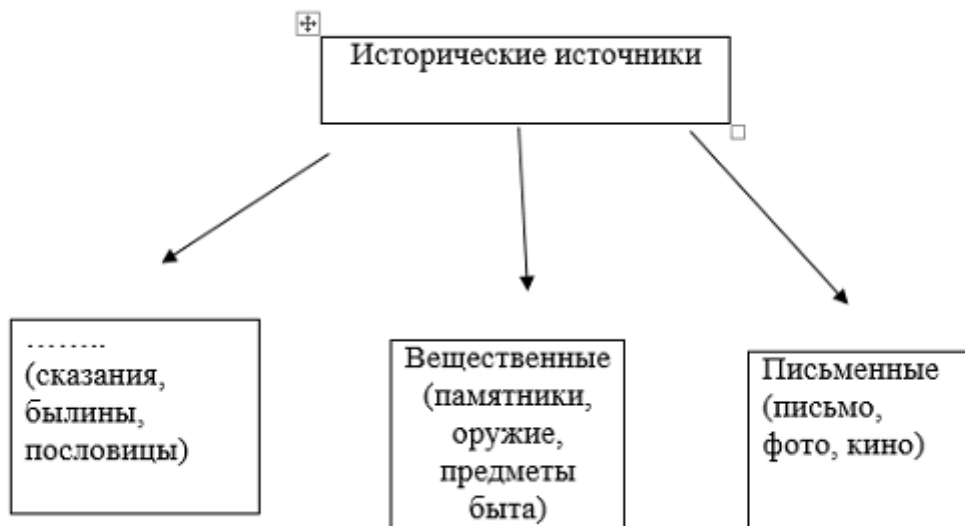 Исторические источники
........
(сказания,
былины,
пословицы)
Вещественные
(памятники,
оружие,
предметы
быта)
Письменные
(письмо,
фото, кино)